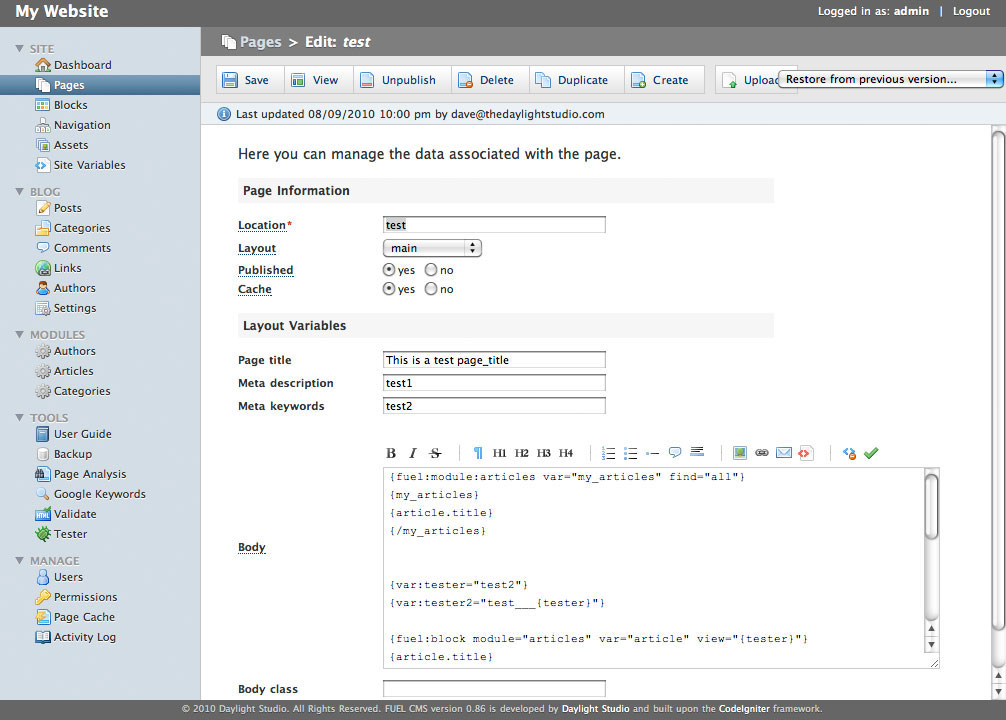 My Website
Logged in as: admin | Logout
SITE
Dashboard
Pages
Blocks
Navigation
Assets
Site Variables
BLOG
Posts
Categories
Comments
Links
Authors
Settings
MODULES
Authors
Articles
Categories
TOOLS
User Guide
Backup
Page Analysis
Google Keywords
Validate
Tester
MANAGE
Users
Permissions
Page Cache
Activity Log
Pages > Edit: test
Save View Unpublish Delete Duplicate Create Upload Restore from previous version...
Last updated 08/09/2010 10:00 pm by dave@thedaylightstudio.com
Here you can manage the data associated with the page.
Page Information
Location* test
Layout main
Published yes no
Cache yes no
Layout Variables
Page title This is a test page_title
Meta description test1
Meta keywords test2
B I S ¶ H1 H2 H3 H4
Body
{fuel:module:articles var="my_articles" find="all"}
{my_articles}
{article.title}
{/my_articles}
{var:tester="test2"}
{var:tester2="test___{tester}"}
{fuel:block module="articles" var="article" view="{tester}"}
{article.title}
Body class
© 2010 Daylight Studio. All Rights Reserved. FUEL CMS version 0.86 is developed by Daylight Studio and built upon the CodeIgniter framework.